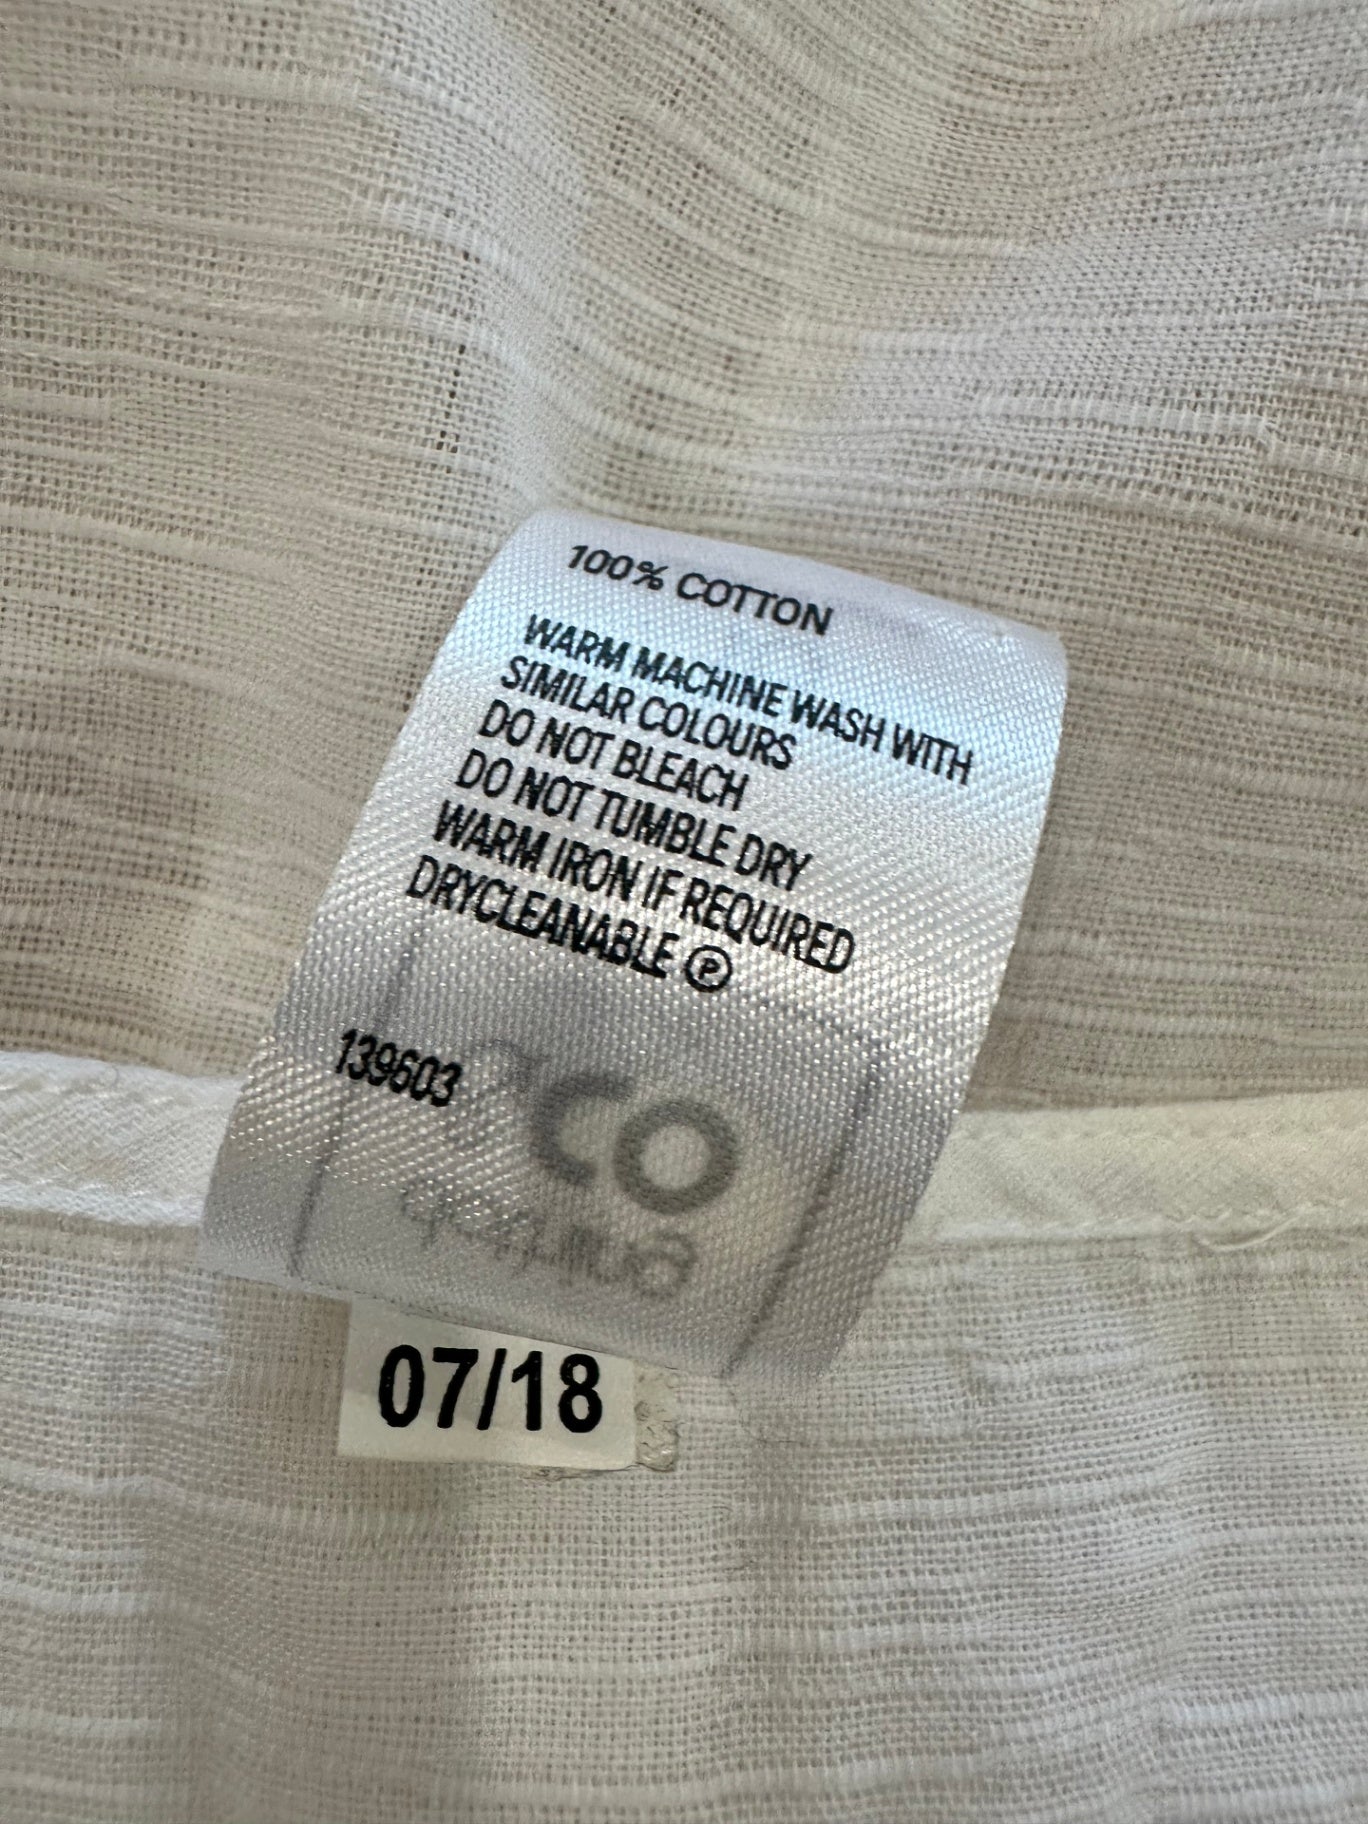 100% COTTON
WARM MACHINE WASH WITH
SIMILAR COLOURS
DO NOT BLEACH
DO NOT TUMBLE DRY
WARM IRON IF REQUIRED
DRYCLEANABLE Ⓟ
139603
07/18